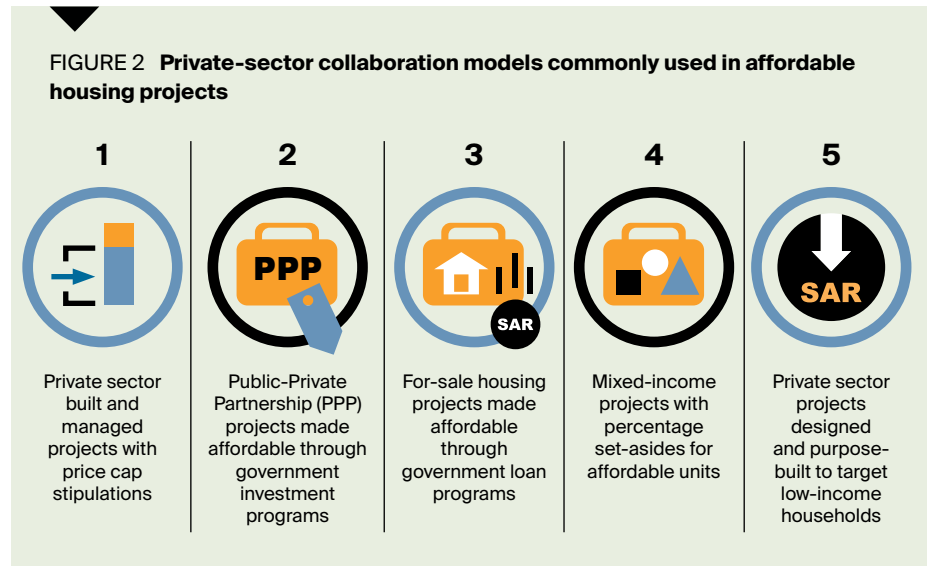 FIGURE 2 Private-sector collaboration models commonly used in affordable
housing projects
1
Private sector
built and
managed
projects with
price cap
stipulations
2
PPP
Public-Private
Partnership (PPP)
projects made
affordable through
government
investment
programs
3
SAR
For-sale housing
projects made
affordable
through
government loan
programs
4
Mixed-income
projects with
percentage
set-asides for
affordable units
5
SAR
Private sector
projects
designed
and purpose-
built to target
low-income
households